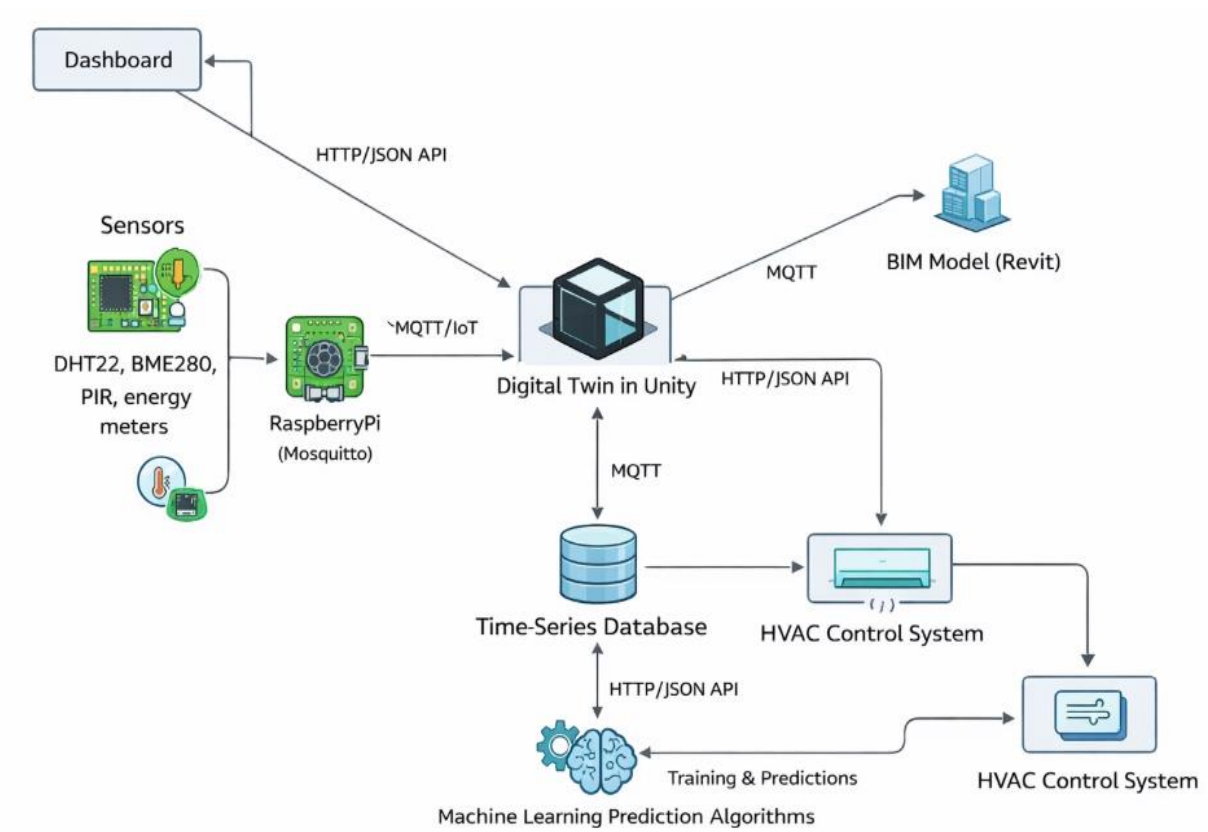 Dashboard
HTTP/JSON API
Sensors
BIM Model (Revit)
MQTT
`MQTT/IoT
DHT22, BME280,
PIR, energy
meters
HTTP/JSON API
Digital Twin in Unity
RaspberryPi
(Mosquitto)
MQTT
Time-Series Database
HVAC Control System
HTTP/JSON API
Training & Predictions
HVAC Control System
Machine Learning Prediction Algorithms